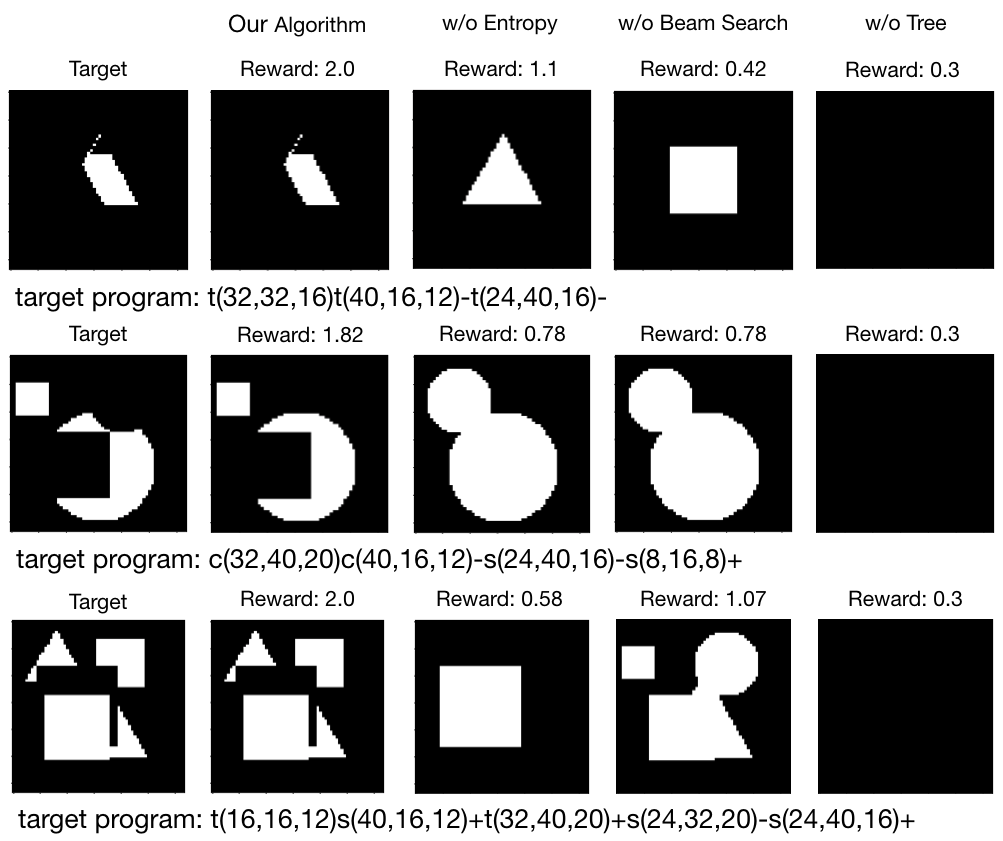 Our Algorithm w/o Entropy w/o Beam Search w/o Tree
Target Reward: 2.0 Reward: 1.1 Reward: 0.42 Reward: 0.3
target program: t(32,32,16)t(40,16,12)-t(24,40,16)-
Target Reward: 1.82 Reward: 0.78 Reward: 0.78 Reward: 0.3
target program: c(32,40,20)c(40,16,12)-s(24,40,16)-s(8,16,8)+
Target Reward: 2.0 Reward: 0.58 Reward: 1.07 Reward: 0.3
target program: t(16,16,12)s(40,16,12)+t(32,40,20)+s(24,32,20)-s(24,40,16)+